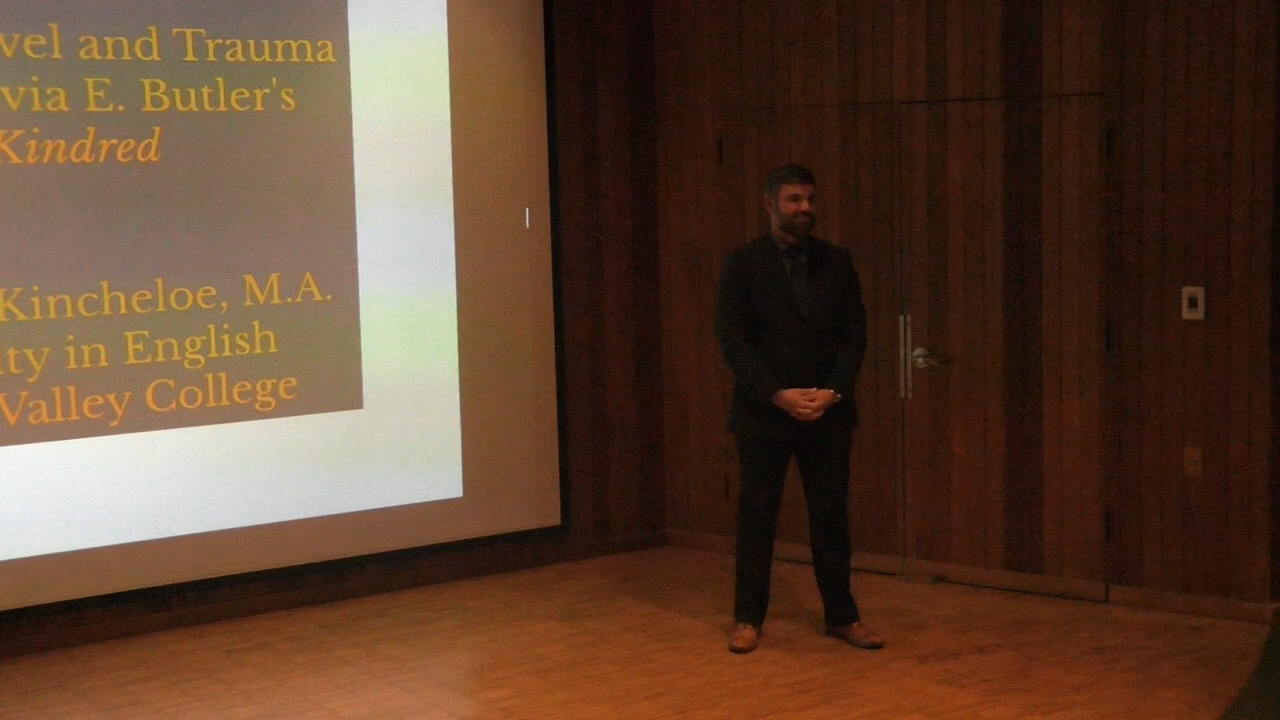 vel and Trauma
via E. Butler's
Kindred
Kincheloe, M.A.
ty in English
Valley College